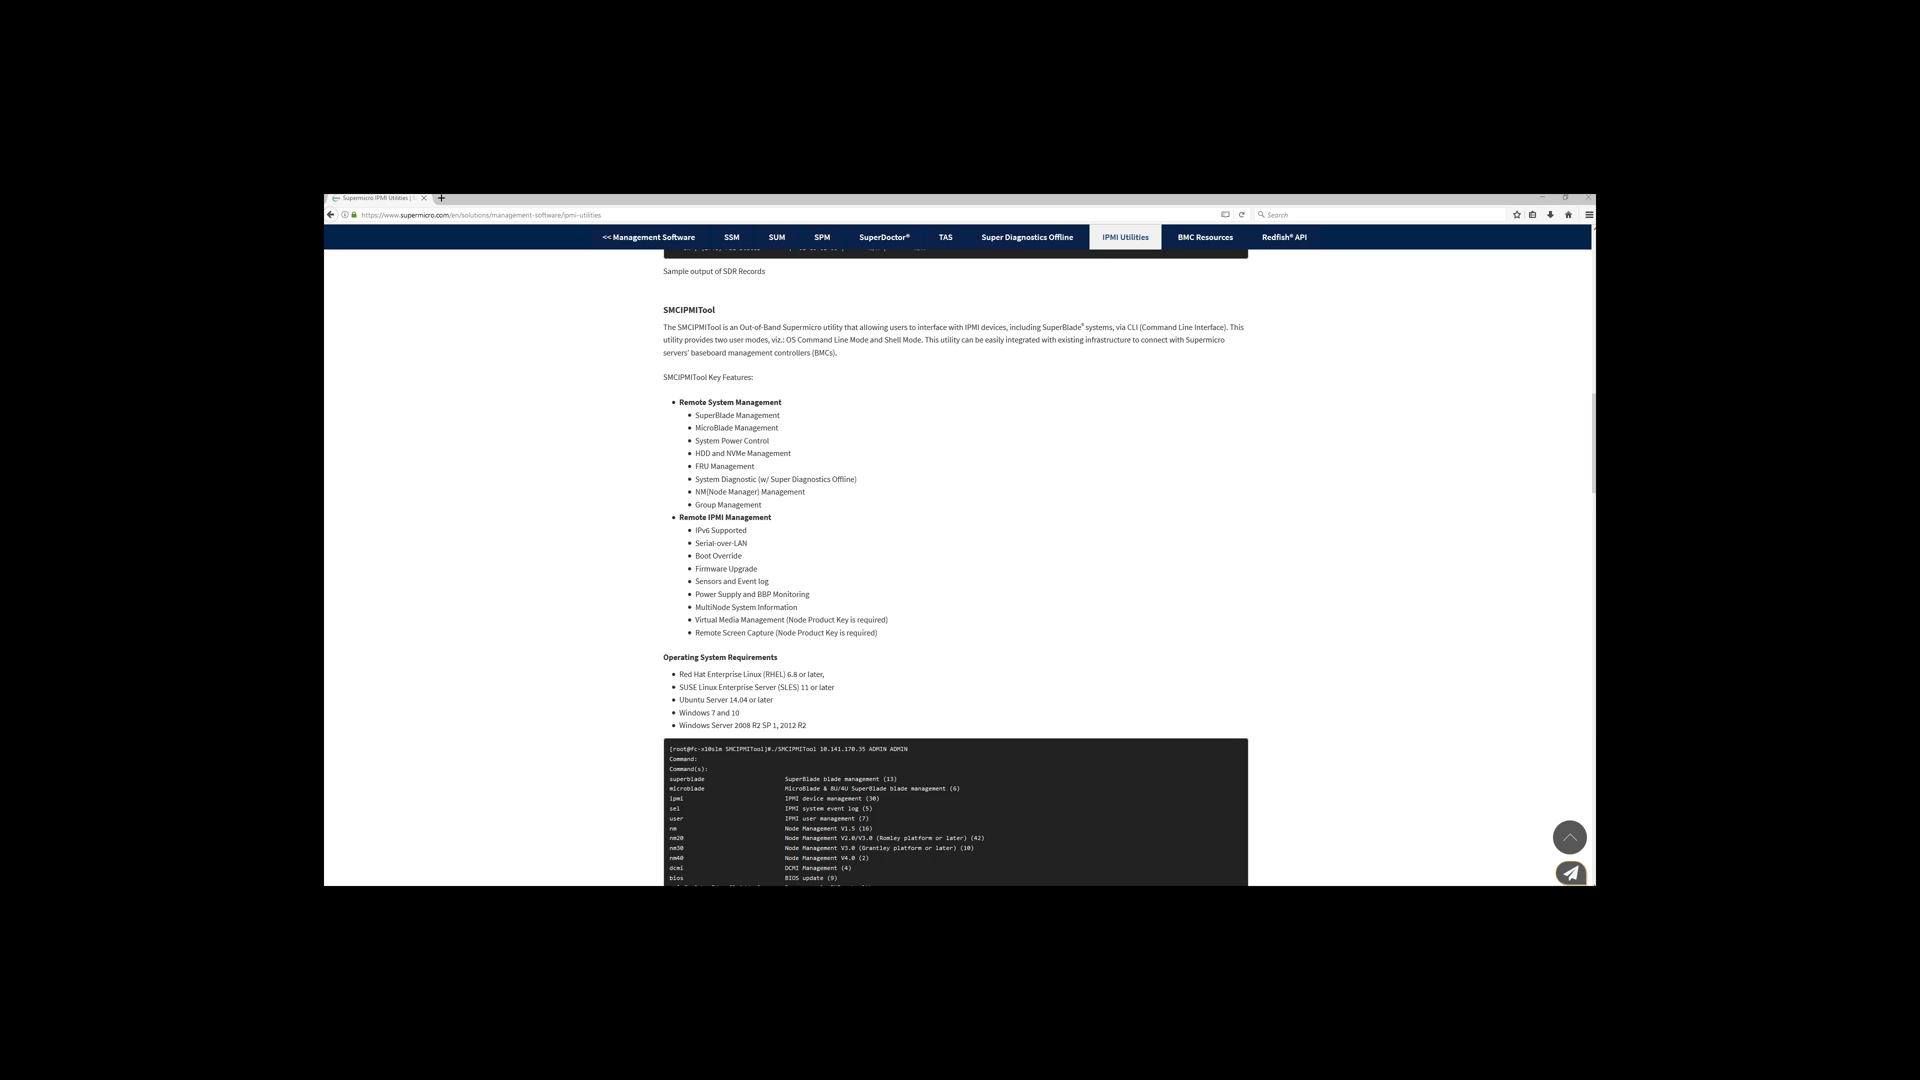 Supermicro IPMI Utilities |
https://www.supermicro.com/en/solutions/management-software/ipmi-utilities
Search
<< Management Software SSM SUM SPM SuperDoctor® TAS Super Diagnostics Offline IPMI Utilities BMC Resources Redfish® API
Sample output of SDR Records
SMCIPMITool
The SMCIPMITool is an Out-of-Band Supermicro utility that allowing users to interface with IPMI devices, including SuperBlade® systems, via CLI (Command Line Interface). This
utility provides two user modes, viz.: OS Command Line Mode and Shell Mode. This utility can be easily integrated with existing infrastructure to connect with Supermicro
servers' baseboard management controllers (BMCs).
SMCIPMITool Key Features:
• Remote System Management
• SuperBlade Management
• MicroBlade Management
• System Power Control
• HDD and NVMe Management
• FRU Management
• System Diagnostic (w/ Super Diagnostics Offline)
• NM(Node Manager) Management
• Group Management
• Remote IPMI Management
• IPv6 Supported
• Serial-over-LAN
• Boot Override
• Firmware Upgrade
• Sensors and Event log
• Power Supply and BBP Monitoring
• MultiNode System Information
• Virtual Media Management (Node Product Key is required)
• Remote Screen Capture (Node Product Key is required)
Operating System Requirements
• Red Hat Enterprise Linux (RHEL) 6.8 or later,
• SUSE Linux Enterprise Server (SLES) 11 or later
• Ubuntu Server 14.04 or later
• Windows 7 and 10
• Windows Server 2008 R2 SP 1, 2012 R2
[root@fc-x10slm SMCIPMITool]#./SMCIPMITool 10.141.170.35 ADMIN ADMIN
Command:
Command(s):
superblade SuperBlade blade management (13)
microblade MicroBlade & 8U/4U SuperBlade blade management (6)
ipmi IPMI device management (30)
sel IPMI system event log (5)
user IPMI user management (7)
nm Node Management V1.5 (16)
nm20 Node Management V2.0/V3.0 (Romley platform or later) (42)
nm30 Node Management V3.0 (Grantley platform or later) (10)
nm40 Node Management V4.0 (2)
dcmi DCMI Management (4)
bios BIOS update (9)